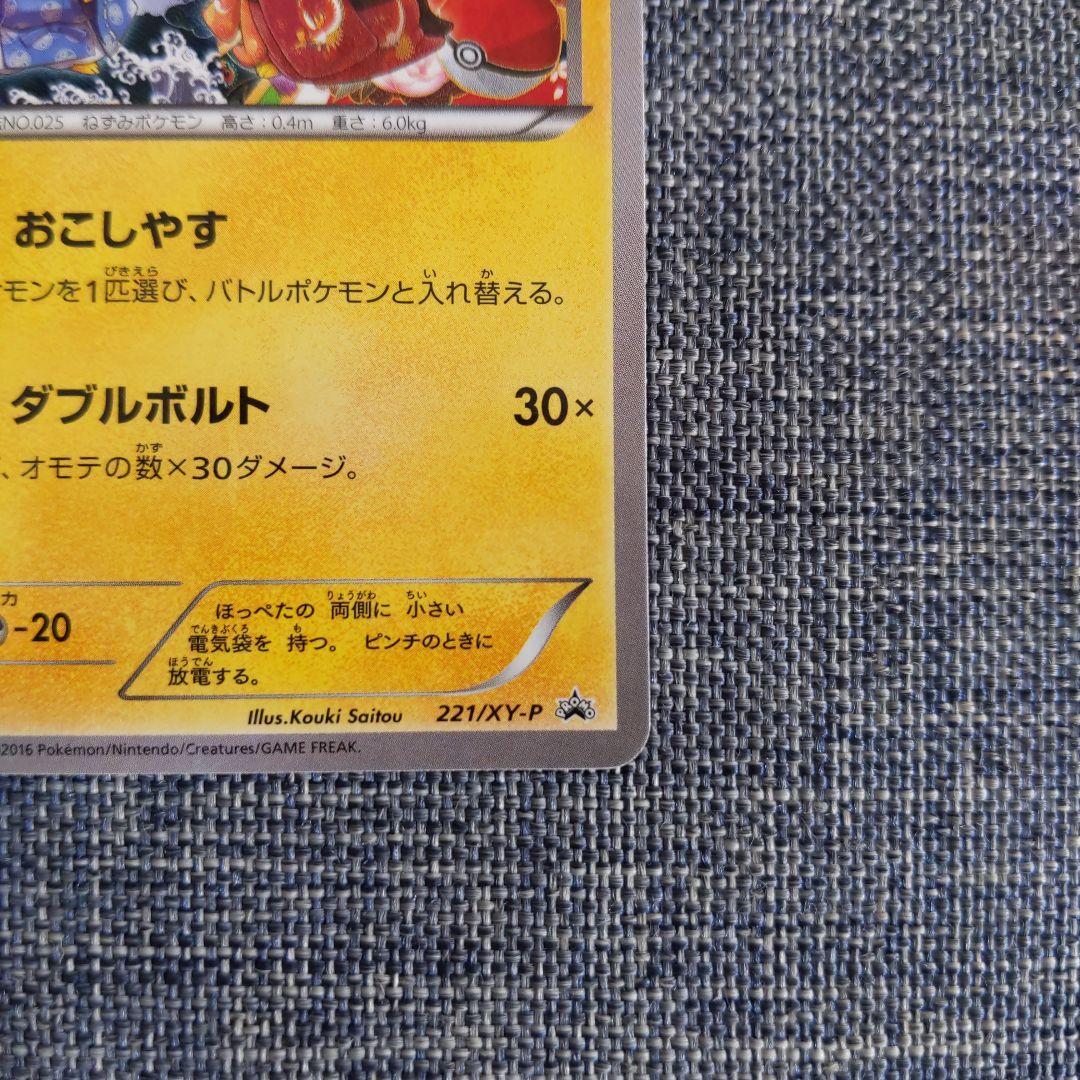 NO.025 ねずみポケモン 高さ:0.4m 重さ:6.0kg
おこしやす
モンを1匹選び、バトルポケモンと入れ替える。
ダブルボルト 30×
、オモテの数×30ダメージ。
カ
-20
ほっぺたの 両側に 小さい
電気袋を 持つ。 ピンチのときに
放電する。
Illus.Kouki Saitou 221/XY-P PROMO
2016 Pokémon/Nintendo/Creatures/GAME FREAK.